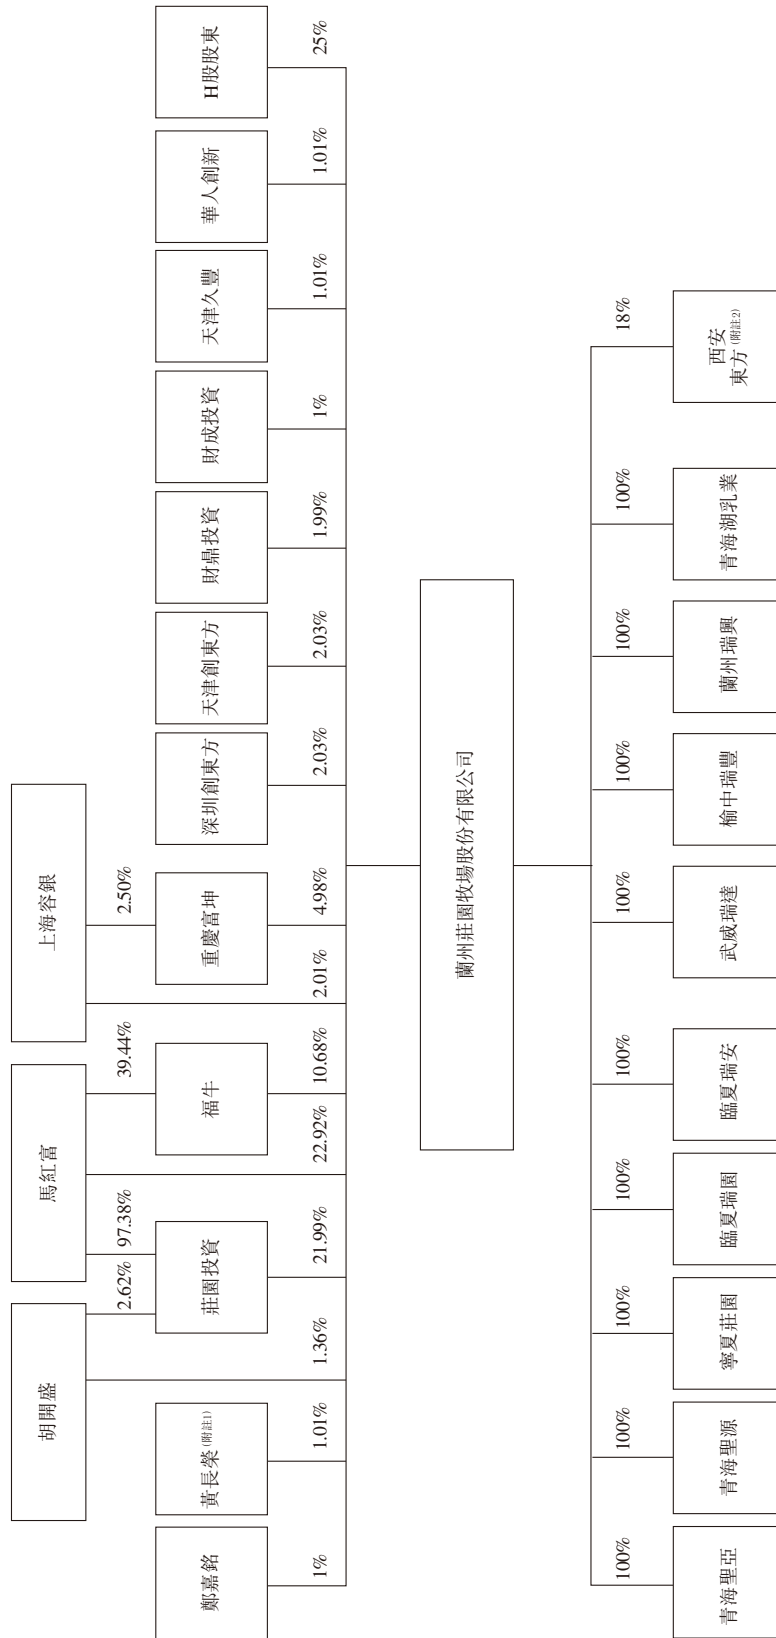 胡開盛
馬紅富
上海容銀
2.62%
97.38%
39.44%
2.50%
鄭嘉銘
黃長榮(附註1)
莊園投資
福牛
重慶富坤
深圳創東方
天津創東方
財鼎投資
財成投資
天津久豐
華人創新
H股股東
1%
1.01%
1.36%
21.99%
22.92%
10.68%
2.01%
4.98%
2.03%
2.03%
1.99%
1%
1.01%
1.01%
25%
蘭州莊園牧場股份有限公司
100%
100%
100%
100%
100%
100%
100%
100%
100%
18%
青海聖亞
青海聖源
寧夏莊園
臨夏瑞園
臨夏瑞安
武威瑞達
榆中瑞豐
蘭州瑞興
青海湖乳業
西安
東方(附註2)